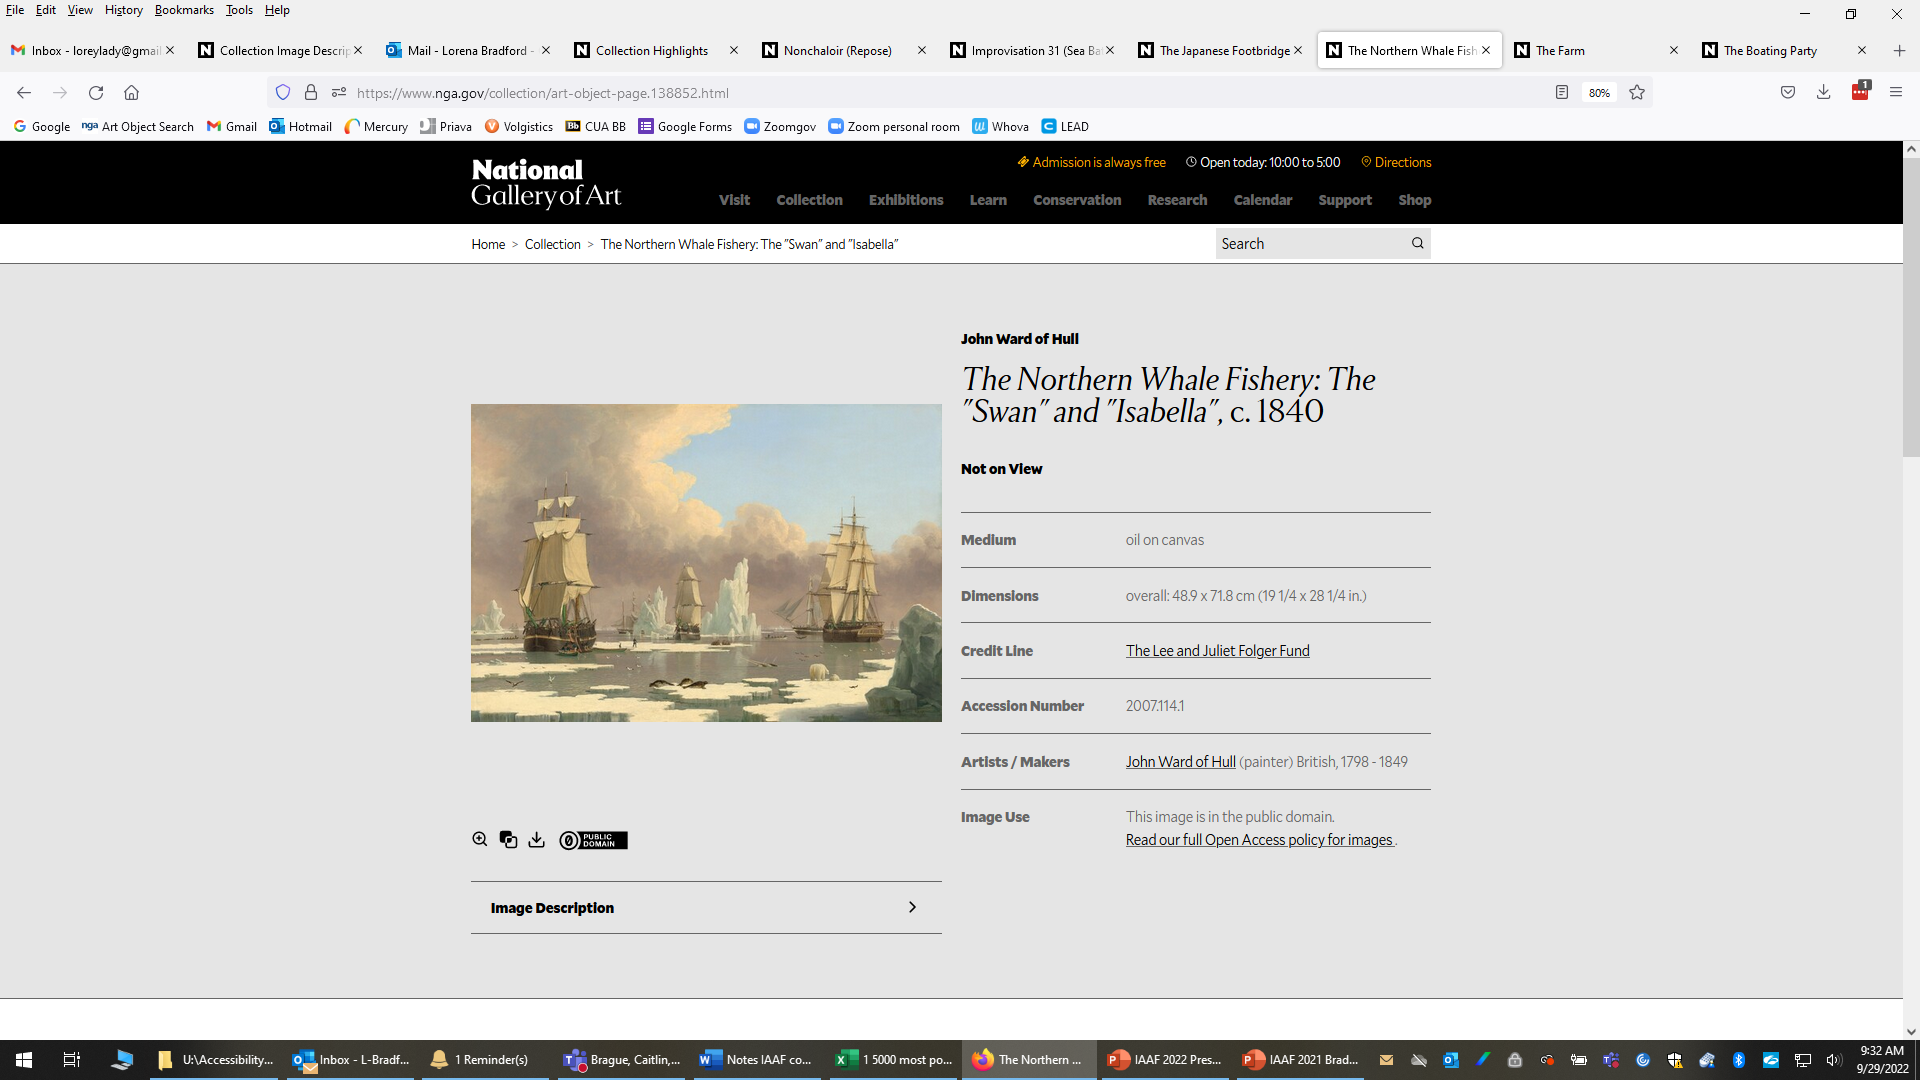 File Edit View History Bookmarks Tools Help
Inbox - loreylady@gmai
Collection Image Descrip
Mail - Lorena Bradford -
Collection Highlights
Nonchaloir (Repose)
Improvisation 31 (Sea Ba
The Japanese Footbridge
The Northern Whale Fish
The Farm
The Boating Party
https://www.nga.gov/collection/art-object-page.138852.html
80%
1
Google
nga Art Object Search
Gmail
Hotmail
Mercury
Priava
Volgistics
Bb CUA BB
Google Forms
Zoomgov
Zoom personal room
Whova
LEAD
National
Gallery of Art
Admission is always free Open today: 10:00 to 5:00 Directions
Visit Collection Exhibitions Learn Conservation Research Calendar Support Shop
Home > Collection > The Northern Whale Fishery: The "Swan" and "Isabella"
Search
John Ward of Hull
The Northern Whale Fishery: The
"Swan" and "Isabella", c. 1840
Not on View
Medium oil on canvas
Dimensions overall: 48.9 x 71.8 cm (19 1/4 x 28 1/4 in.)
Credit Line The Lee and Juliet Folger Fund
Accession Number 2007.114.1
Artists / Makers John Ward of Hull (painter) British, 1798 - 1849
Image Use This image is in the public domain.
Read our full Open Access policy for images .
PUBLIC
DOMAIN
Image Description
U:\Accessibility...
Inbox - L-Bradf...
1 Reminder(s)
Brague, Caitlin,...
Notes IAAF co...
1 5000 most po...
The Northern ...
IAAF 2022 Pres...
IAAF 2021 Brad...
9:32 AM
9/29/2022